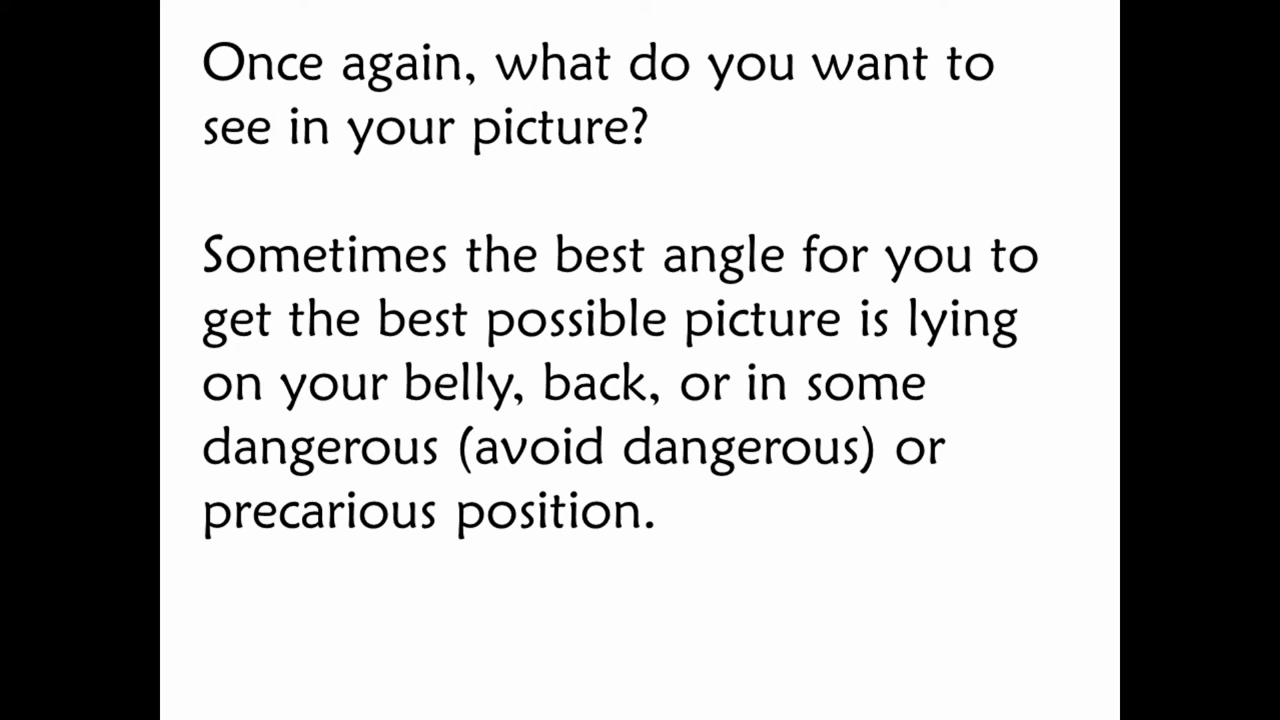 Once again, what do you want to
see in your picture?
Sometimes the best angle for you to
get the best possible picture is lying
on your belly, back, or in some
dangerous (avoid dangerous) or
precarious position.